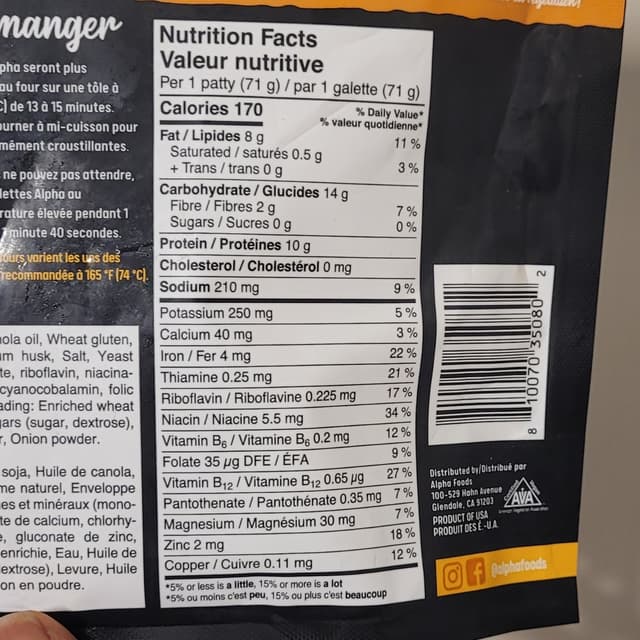 manger
pha seront plus
au four sur une tôle à
C) de 13 à 15 minutes.
ourner à mi-cuisson pour
mément croustillantes.
ne pouvez pas attendre,
lettes Alpha au
rature élevée pendant 1
minute 40 secondes.
ours varient les uns des
recommandée à 165 °F (74 °C).
nola oil, Wheat gluten,
um husk, Salt, Yeast
te, riboflavin, niacina-
cyanocobalamin, folic
ading: Enriched wheat
gars (sugar, dextrose),
r, Onion powder.
soja, Huile de canola,
me naturel, Enveloppe
es et minéraux (mono-
te de calcium, chlorhy-
e, gluconate de zinc,
enrichie, Eau, Huile de
extrose), Levure, Huile
on en poudre.
Nutrition Facts
Valeur nutritive
Per 1 patty (71 g) / par 1 galette (71 g)
Calories 170
% Daily Value*
% valeur quotidienne*
Fat / Lipides 8 g 11 %
Saturated / saturés 0.5 g
+ Trans / trans 0 g 3 %
Carbohydrate / Glucides 14 g
Fibre / Fibres 2 g 7 %
Sugars / Sucres 0 g 0 %
Protein / Protéines 10 g
Cholesterol / Cholestérol 0 mg
Sodium 210 mg 9 %
Potassium 250 mg 5 %
Calcium 40 mg 3 %
Iron / Fer 4 mg 22 %
Thiamine 0.25 mg 21 %
Riboflavin / Riboflavine 0.225 mg 17 %
Niacin / Niacine 5.5 mg 34 %
Vitamin B6 / Vitamine B6 0.2 mg 12 %
Folate 35 µg DFE / ÉFA 9 %
Vitamin B12 / Vitamine B12 0.65 µg 27 %
Pantothenate / Pantothénate 0.35 mg 7 %
Magnesium / Magnésium 30 mg 7 %
Zinc 2 mg 18 %
Copper / Cuivre 0.11 mg 12 %
*5% or less is a little, 15% or more is a lot
*5% ou moins c'est peu, 15% ou plus c'est beaucoup
8 10070 35080 2
Distributed by/Distribué par
Alpha Foods
100-529 Hahn Avenue
Glendale, CA 91203
PRODUCT OF USA
PRODUIT DES É.-U.A.
AVA
@alphafoods